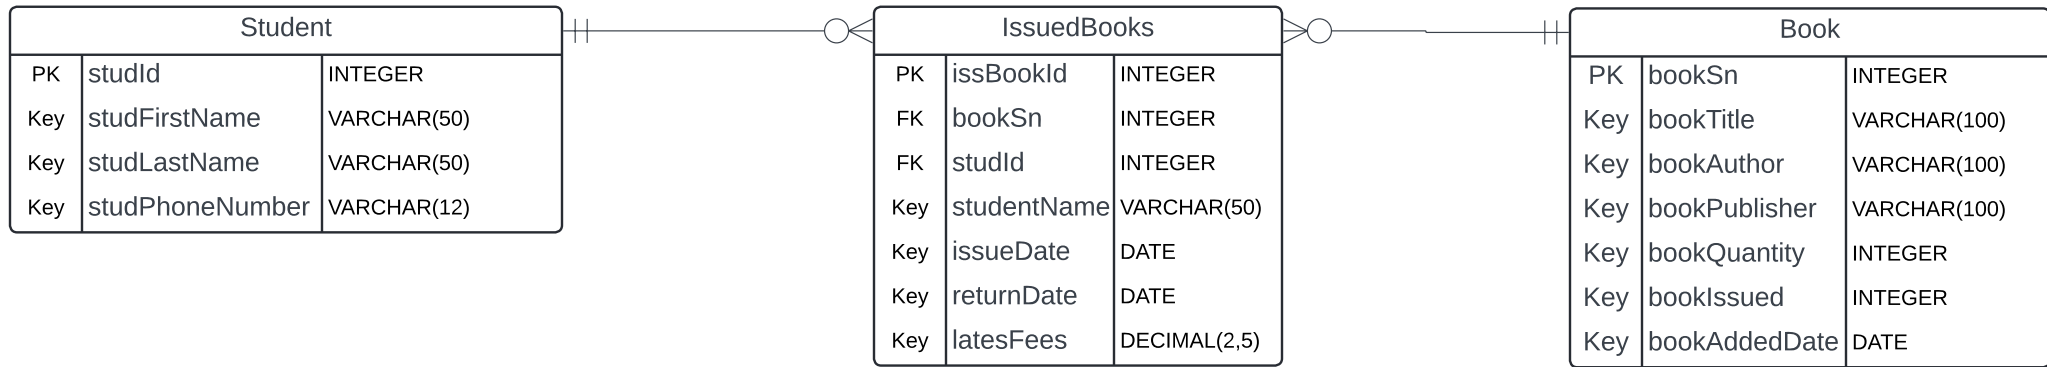 Student
PK studId INTEGER
Key studFirstName VARCHAR(50)
Key studLastName VARCHAR(50)
Key studPhoneNumber VARCHAR(12)
IssuedBooks
PK issBookId INTEGER
FK bookSn INTEGER
FK studId INTEGER
Key studentName VARCHAR(50)
Key issueDate DATE
Key returnDate DATE
Key latesFees DECIMAL(2,5)
Book
PK bookSn INTEGER
Key bookTitle VARCHAR(100)
Key bookAuthor VARCHAR(100)
Key bookPublisher VARCHAR(100)
Key bookQuantity INTEGER
Key bookIssued INTEGER
Key bookAddedDate DATE